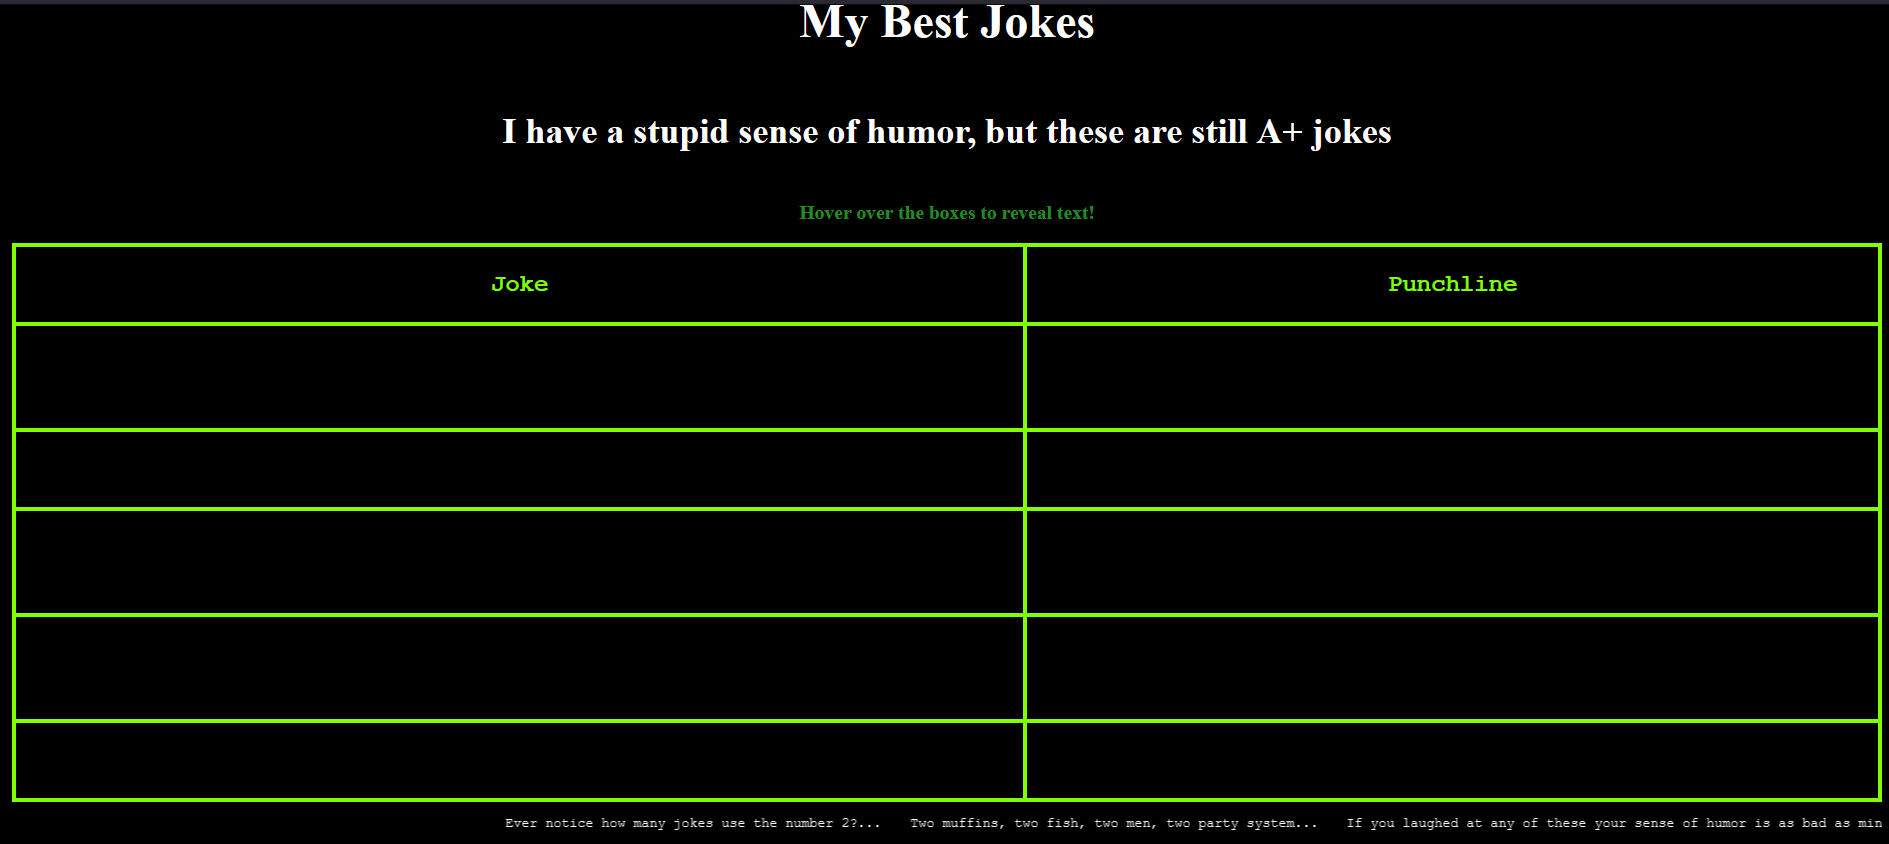 My Best Jokes
I have a stupid sense of humor, but these are still A+ jokes
Hover over the boxes to reveal text!
Joke Punchline
Ever notice how many jokes use the number 2?... Two muffins, two fish, two men, two party system... If you laughed at any of these your sense of humor is as bad as min